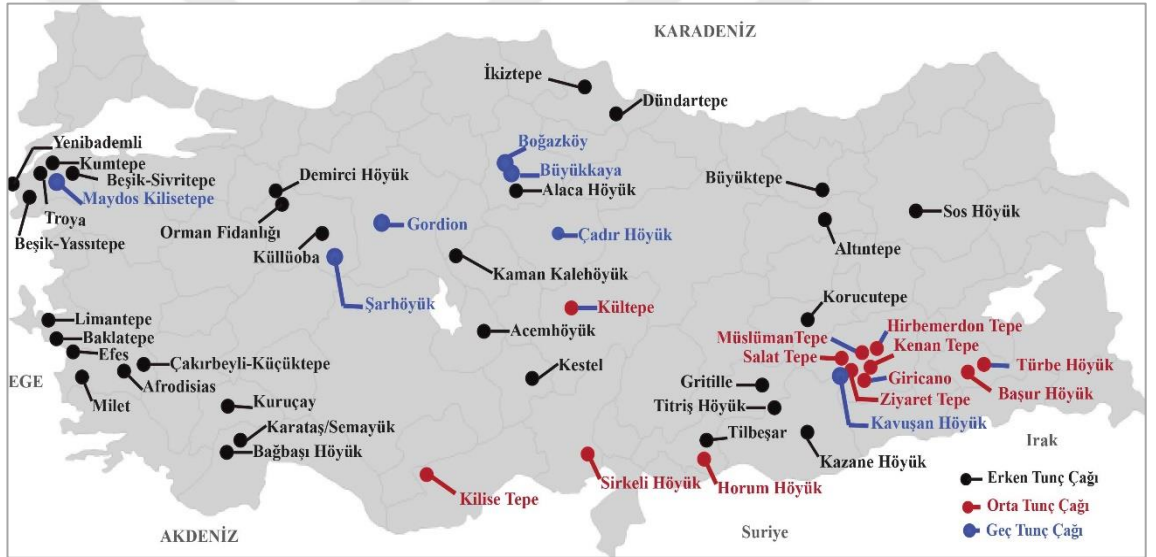 KARADENİZ
İkiztepe
Dündartepe
Yenibademli
Kumtepe
Beşik-Sivritepe
Maydos Kilisetepe
Troya
Beşik-Yassıtepe
Demirci Höyük
Orman Fidanlığı
Küllüoba
Gordion
Şarhöyük
Boğazköy
Büyükkaya
Alaca Höyük
Çadır Höyük
Kaman Kalehöyük
Büyüktepe
Sos Höyük
Altıntepe
Kültepe
Acemhöyük
Kestel
Korucutepe
MüslümanTepe
Hirbemerdon Tepe
Salat Tepe
Kenan Tepe
Türbe Höyük
Giricano
Başur Höyük
Ziyaret Tepe
Kavuşan Höyük
Gritille
Titriş Höyük
Tilbeşar
Kazane Höyük
Limantepe
Baklatepe
Efes
Çakırbeyli-Küçüktepe
EGE
Afrodisias
Milet
Kuruçay
Karataş/Semayük
Bağbaşı Höyük
Kilise Tepe
Sirkeli Höyük
Horum Höyük
Irak
Suriye
AKDENİZ
Erken Tunç Çağı
Orta Tunç Çağı
Geç Tunç Çağı